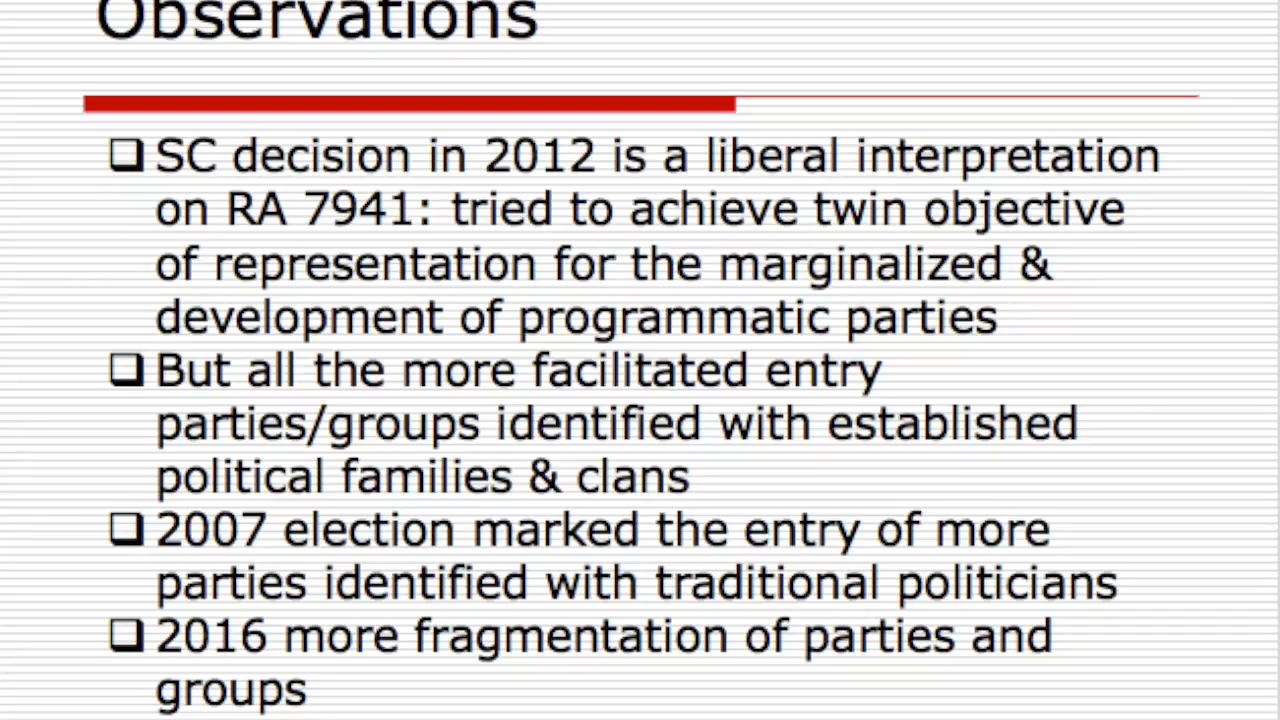 Observations
❑ SC decision in 2012 is a liberal interpretation
on RA 7941: tried to achieve twin objective
of representation for the marginalized &
development of programmatic parties
❑ But all the more facilitated entry
parties/groups identified with established
political families & clans
❑ 2007 election marked the entry of more
parties identified with traditional politicians
❑ 2016 more fragmentation of parties and
groups